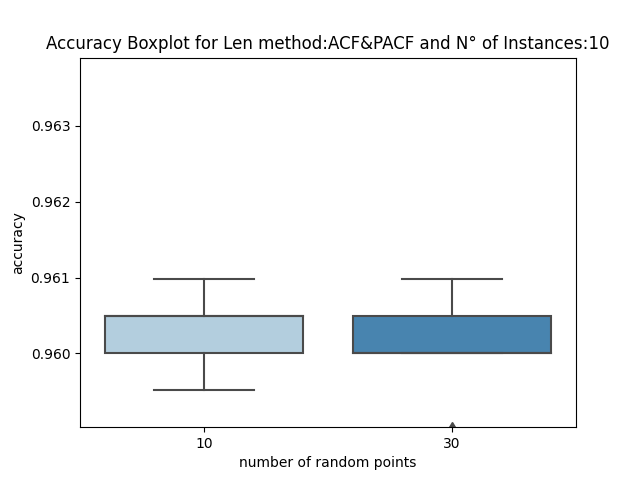 Accuracy Boxplot for Len method:ACF&PACF and N° of Instances:10
0.963
0.962
0.961
0.960
accuracy
10 30
number of random points